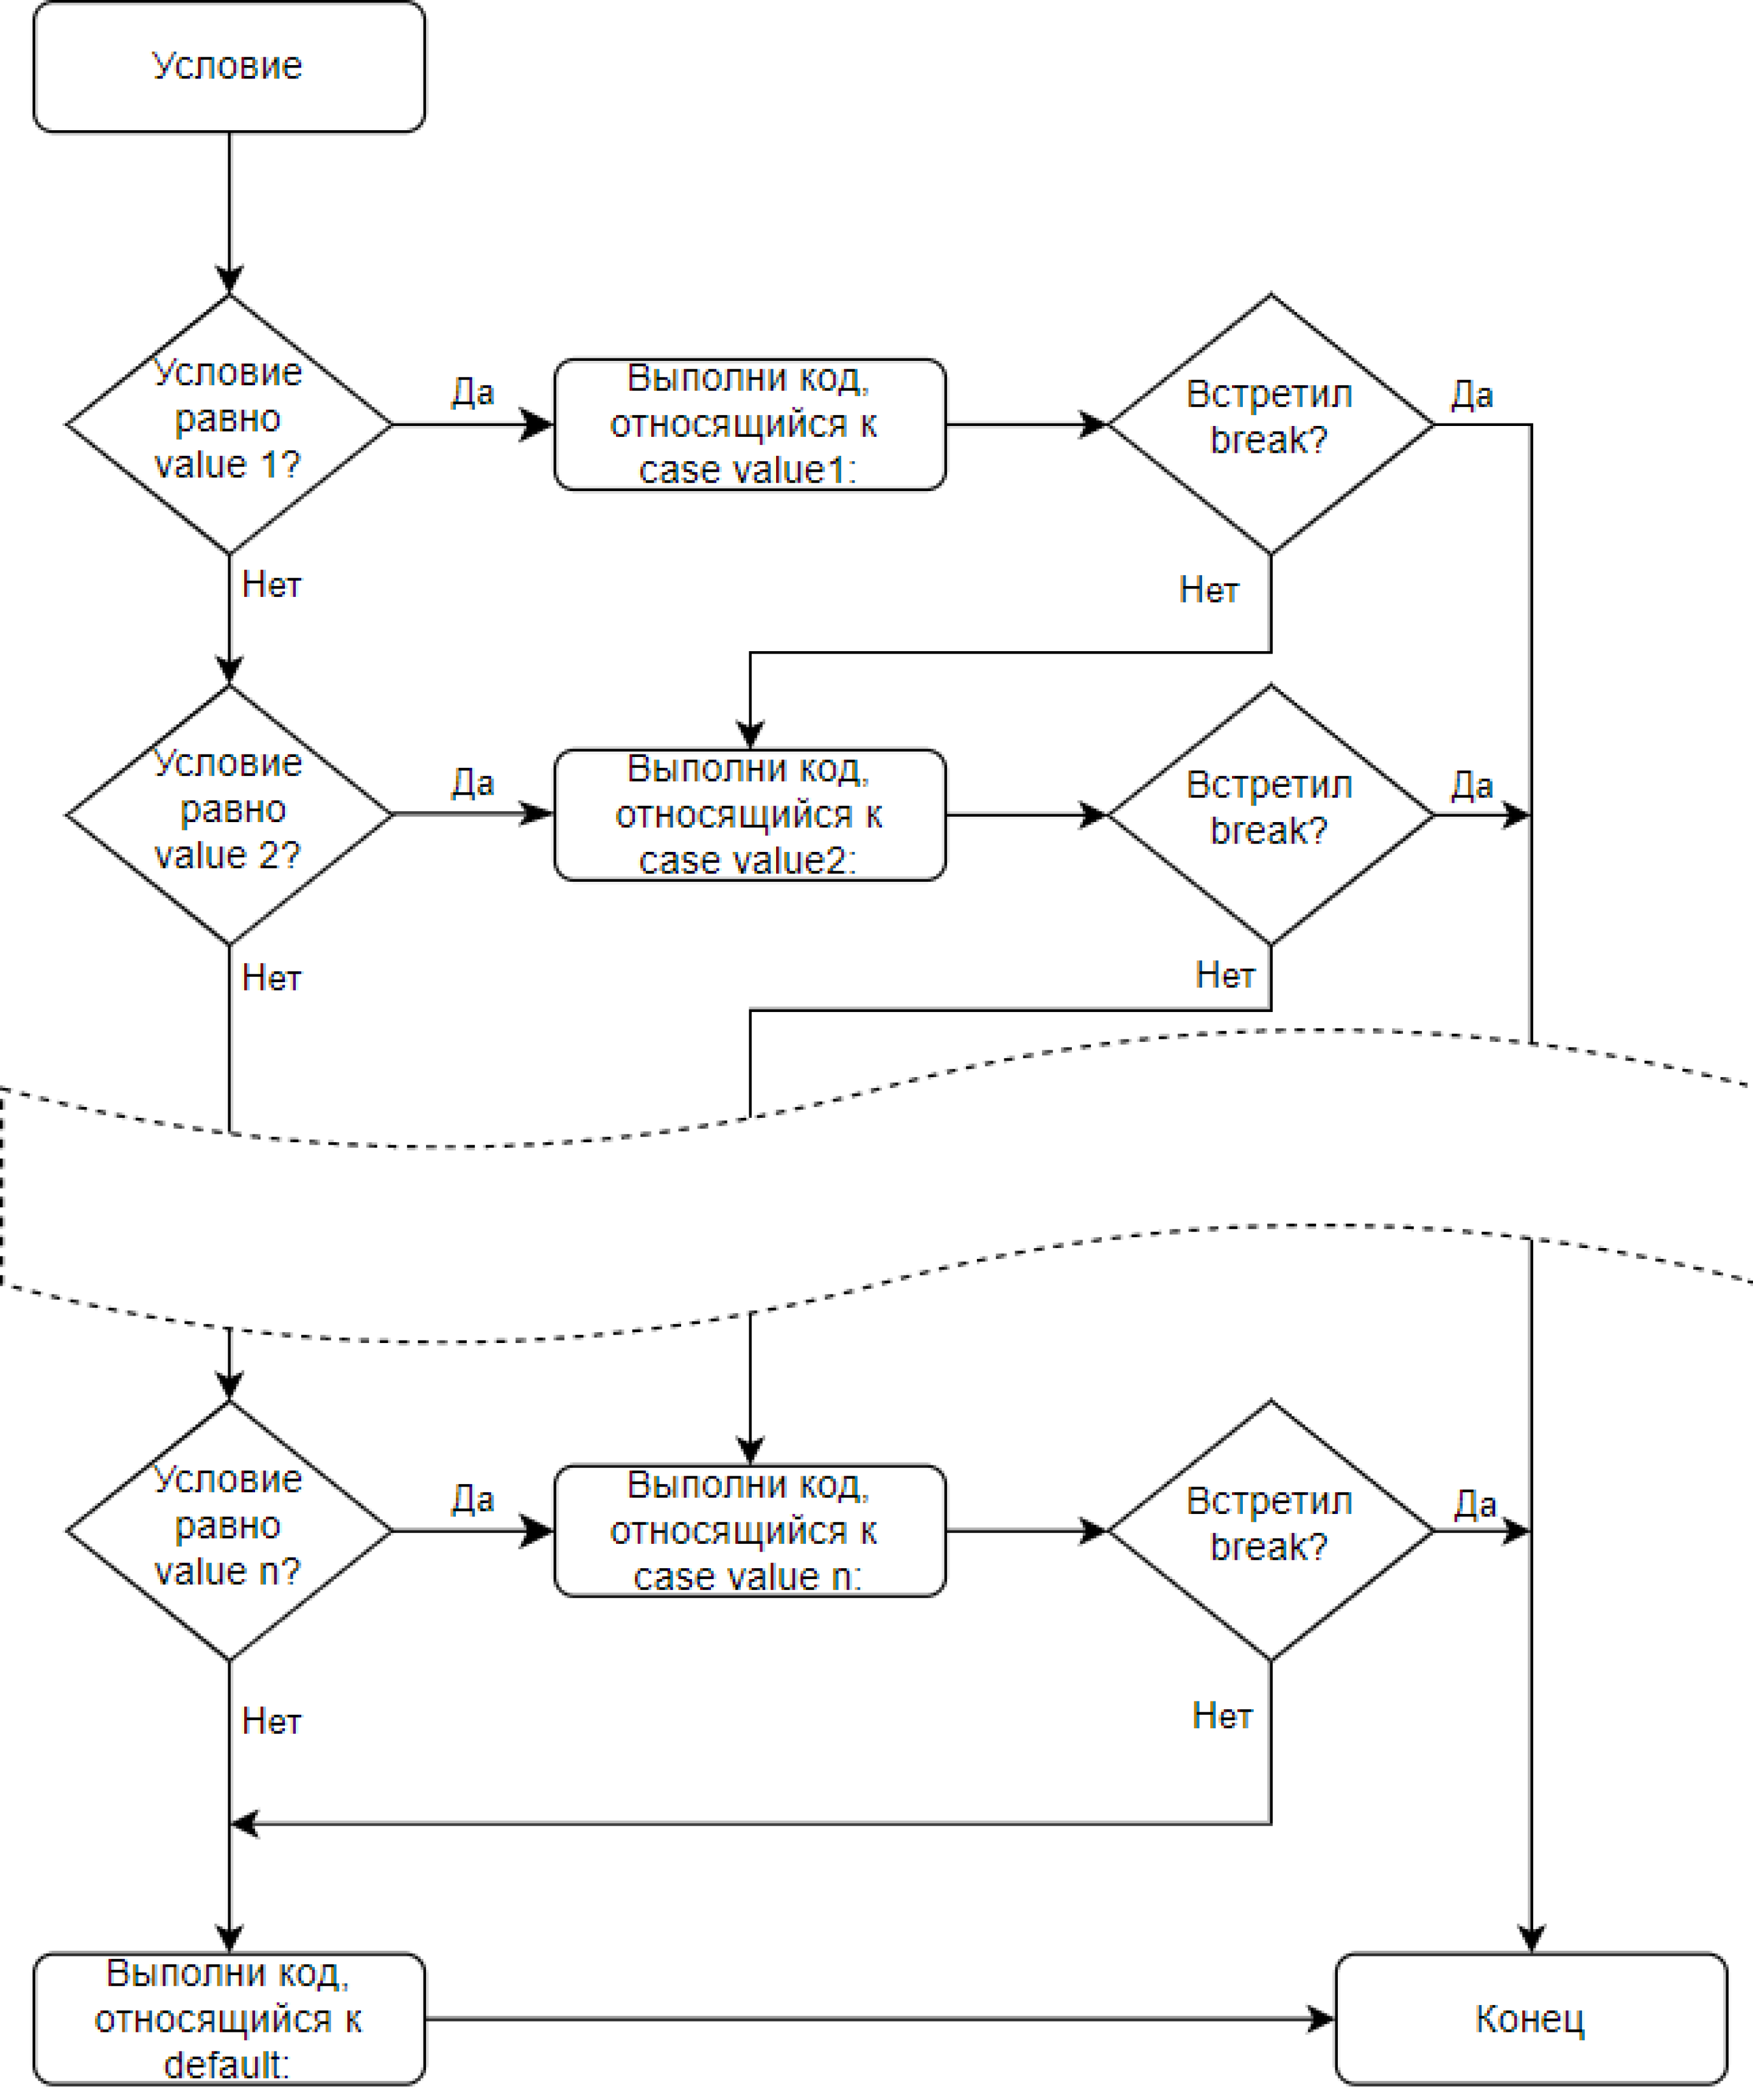 Условие
Условие
равно
value 1?
Да
Выполни код,
относящийся к
case value1:
Встретил
break?
Да
Нет
Нет
Условие
равно
value 2?
Да
Выполни код,
относящийся к
case value2:
Встретил
break?
Да
Нет
Нет
Условие
равно
value n?
Да
Выполни код,
относящийся к
case value n:
Встретил
break?
Да
Нет
Нет
Выполни код,
относящийся к
default:
Конец